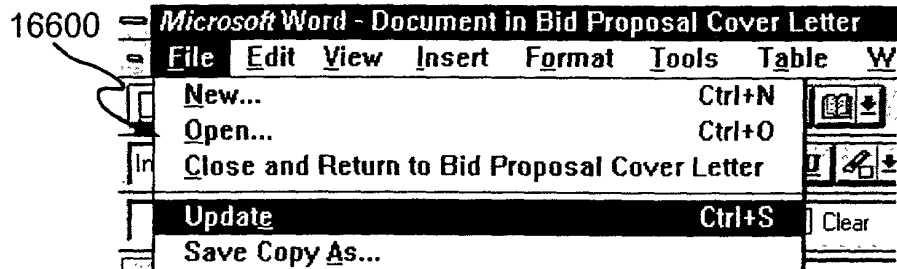 16600
Microsoft Word - Document in Bid Proposal Cover Letter
File Edit View Insert Format Tools Table W
New... Ctrl+N
Open... Ctrl+O
In Close and Return to Bid Proposal Cover Letter U
Update Ctrl+S Clear
Save Copy As...